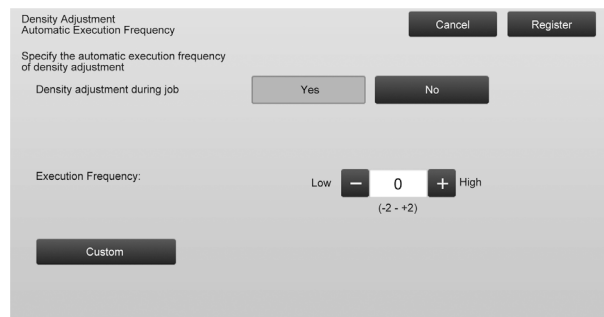 Density Adjustment
Automatic Execution Frequency
Cancel
Register
Specify the automatic execution frequency
of density adjustment
Density adjustment during job
Yes
No
Execution Frequency:
Low − 0 + High
(-2 - +2)
Custom